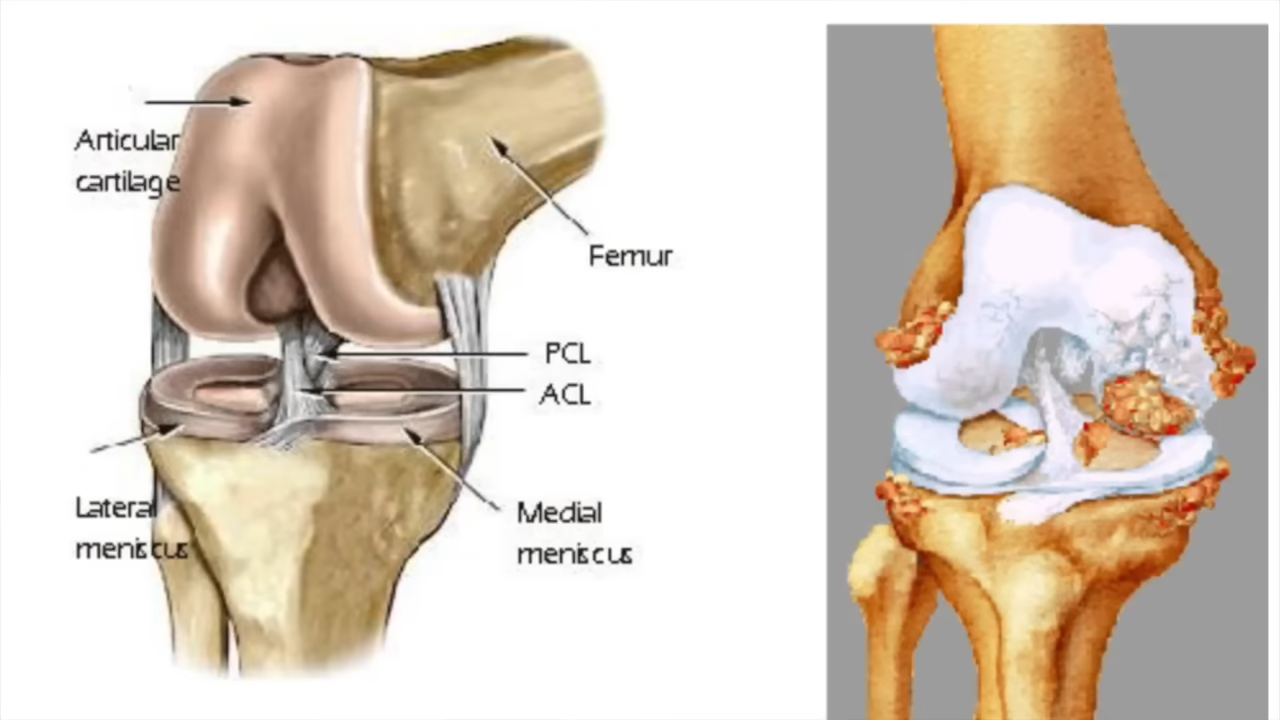 Articular
cartilage
Femur
PCL
ACL
Lateral
meniscus
Medial
meniscus